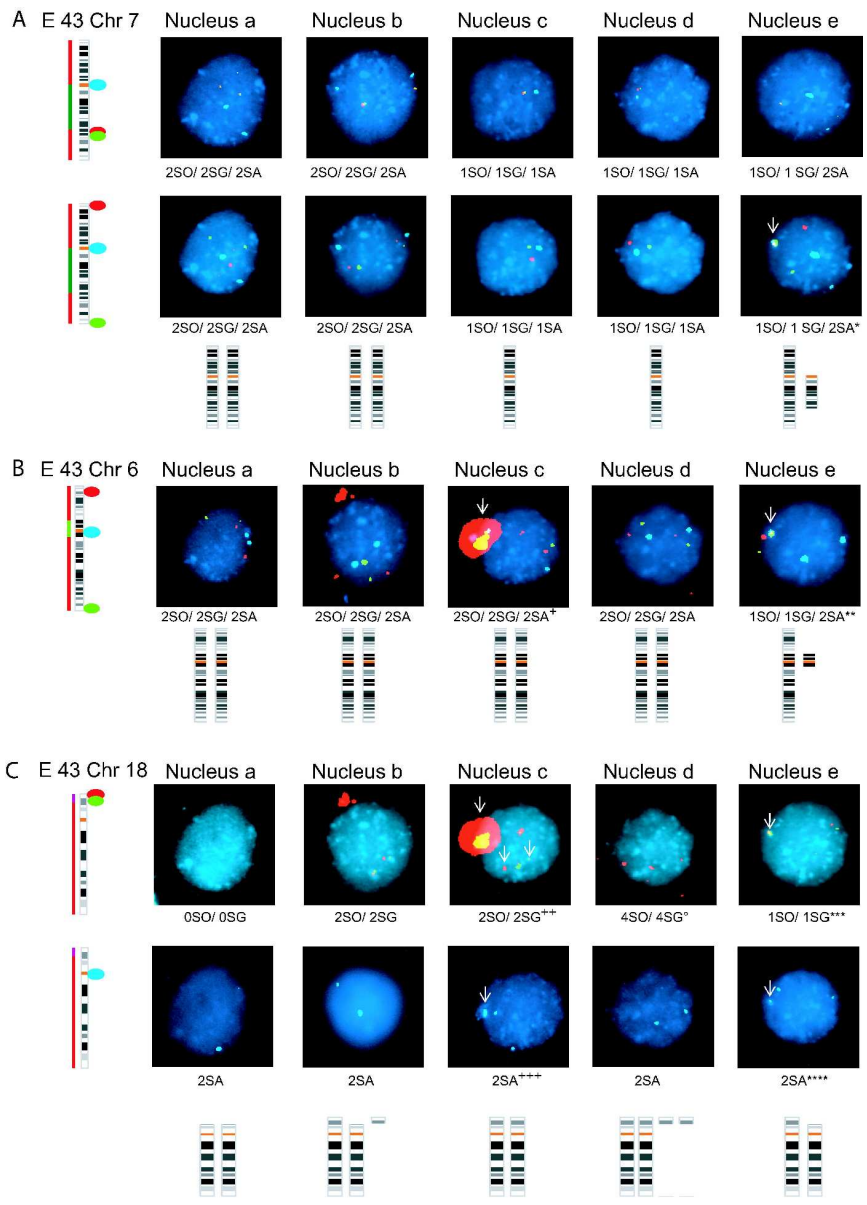 A E 43 Chr 7 Nucleus a Nucleus b Nucleus c Nucleus d Nucleus e
2SO/ 2SG/ 2SA 2SO/ 2SG/ 2SA 1SO/ 1SG/ 1SA 1SO/ 1SG/ 1SA 1SO/ 1 SG/ 2SA
2SO/ 2SG/ 2SA 2SO/ 2SG/ 2SA 1SO/ 1SG/ 1SA 1SO/ 1SG/ 1SA 1SO/ 1 SG/ 2SA*
B E 43 Chr 6 Nucleus a Nucleus b Nucleus c Nucleus d Nucleus e
2SO/ 2SG/ 2SA 2SO/ 2SG/ 2SA 2SO/ 2SG/ 2SA+ 2SO/ 2SG/ 2SA 1SO/ 1SG/ 2SA**
C E 43 Chr 18 Nucleus a Nucleus b Nucleus c Nucleus d Nucleus e
0SO/ 0SG 2SO/ 2SG 2SO/ 2SG++ 4SO/ 4SG° 1SO/ 1SG***
2SA 2SA 2SA+++ 2SA 2SA****